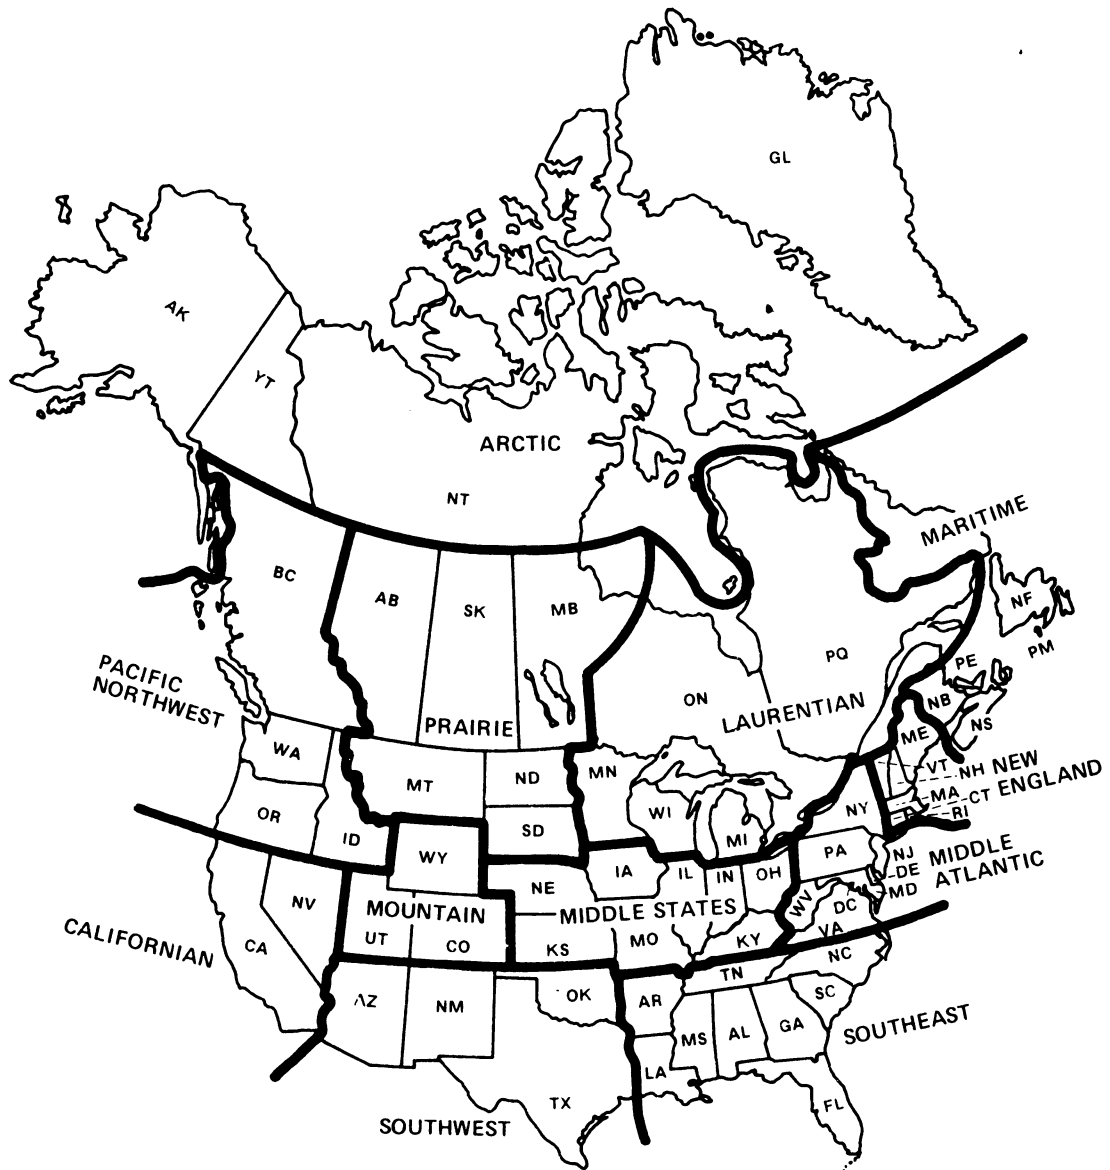 GL
AK
YT
ARCTIC
NT
MARITIME
BC
AB
SK
MB
NF
PM
PQ
PE
PACIFIC
NORTHWEST
ON
LAURENTIAN
NB
NS
PRAIRIE
ME
WA
MT
ND
MN
VT
NH
NEW
ENGLAND
MA
CT
RI
OR
ID
SD
WI
MI
NY
WY
NE
IA
IL
IN
OH
PA
NJ
DE
MD
MIDDLE
ATLANTIC
NV
MOUNTAIN
MIDDLE STATES
WV
DC
VA
CALIFORNIAN
CA
UT
CO
KS
MO
KY
NC
TN
AZ
NM
OK
AR
SC
MS
AL
GA
SOUTHEAST
LA
TX
FL
SOUTHWEST